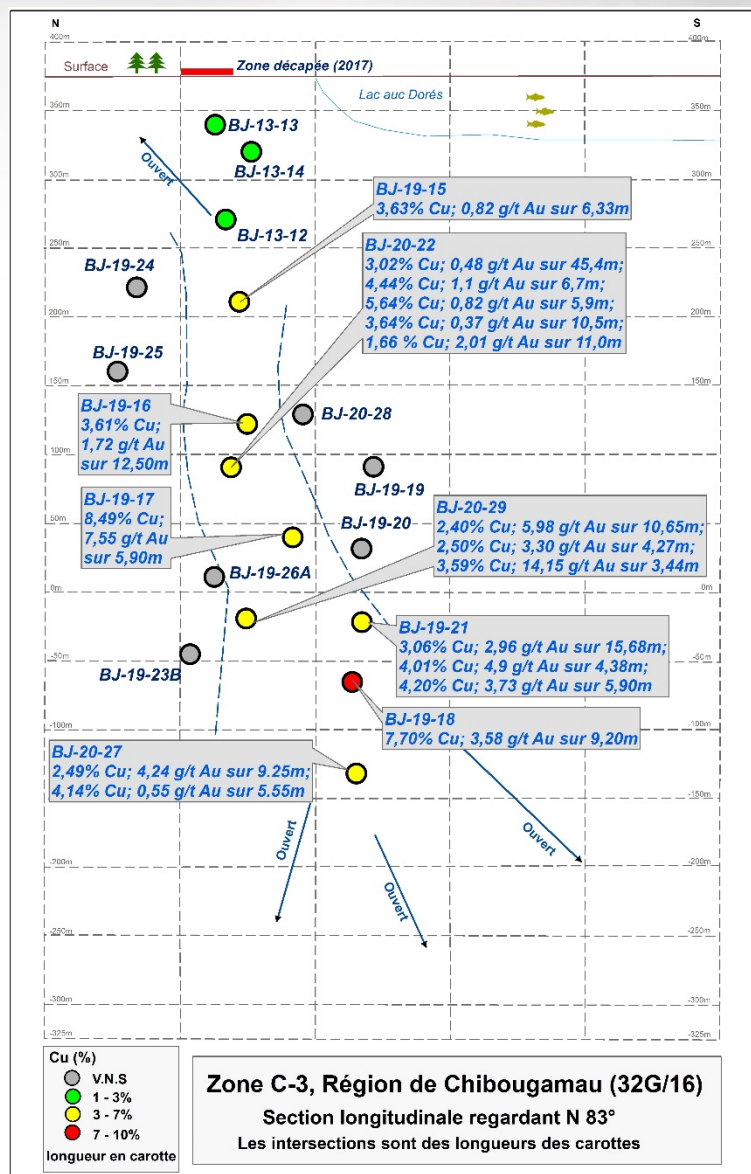 N
S
400m
400m
Surface
Zone décapée (2017)
Lac auc Dorés
350m
350m
BJ-13-13
BJ-13-14
Ouvert
300m
300m
BJ-13-12
BJ-19-15
3,63% Cu; 0,82 g/t Au sur 6,33m
250m
250m
BJ-20-22
3,02% Cu; 0,48 g/t Au sur 45,4m;
4,44% Cu; 1,1 g/t Au sur 6,7m;
5,64% Cu; 0,82 g/t Au sur 5,9m;
3,64% Cu; 0,37 g/t Au sur 10,5m;
1,66 % Cu; 2,01 g/t Au sur 11,0m
BJ-19-24
200m
200m
BJ-19-25
150m
150m
BJ-19-16
3,61% Cu;
1,72 g/t Au
sur 12,50m
BJ-20-28
100m
100m
BJ-19-19
BJ-19-17
8,49% Cu;
7,55 g/t Au
sur 5,90m
50m
50m
BJ-19-20
BJ-20-29
2,40% Cu; 5,98 g/t Au sur 10,65m;
2,50% Cu; 3,30 g/t Au sur 4,27m;
3,59% Cu; 14,15 g/t Au sur 3,44m
BJ-19-26A
0m
0m
BJ-19-21
3,06% Cu; 2,96 g/t Au sur 15,68m;
4,01% Cu; 4,9 g/t Au sur 4,38m;
4,20% Cu; 3,73 g/t Au sur 5,90m
-50m
-50m
BJ-19-23B
BJ-19-18
7,70% Cu; 3,58 g/t Au sur 9,20m
-100m
-100m
BJ-20-27
2,49% Cu; 4,24 g/t Au sur 9.25m;
4,14% Cu; 0,55 g/t Au sur 5.55m
-150m
-150m
Ouvert
Ouvert
Ouvert
-200m
-200m
-250m
-250m
-300m
-300m
-325m
-325m
Cu (%)
V.N.S
1 - 3%
3 - 7%
7 - 10%
longueur en carotte
Zone C-3, Région de Chibougamau (32G/16)
Section longitudinale regardant N 83°
Les intersections sont des longueurs des carottes